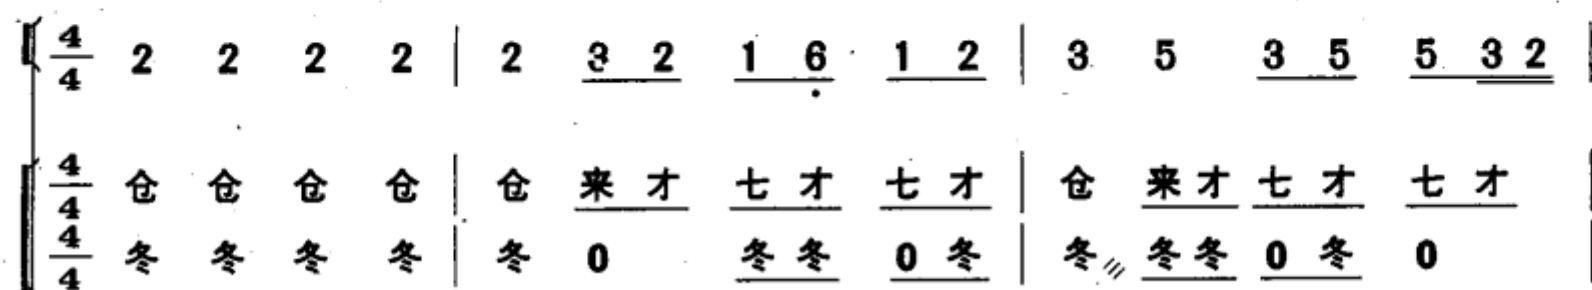 4/4 2 2 2 2 | 2 3 2 1 6 1 2 | 3 5 3 5 5 3 2 |
4/4 仓 仓 仓 仓 | 仓 来 才 七 才 七 才 | 仓 来 才 七 才 七 才
4/4 冬 冬 冬 冬 | 冬 0 冬 冬 0 冬 | 冬 冬 冬 0 冬 0